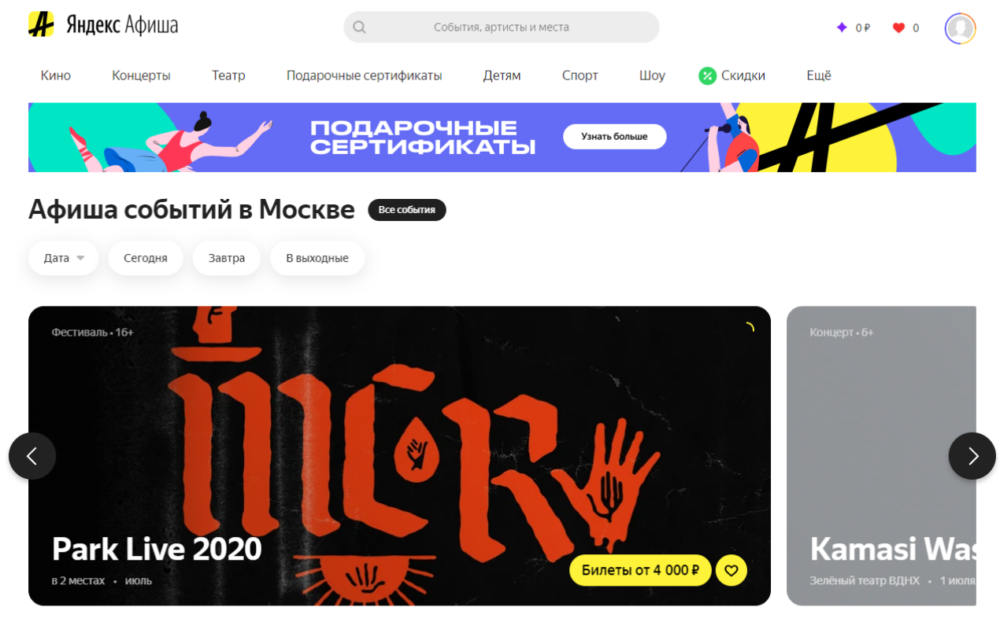 Яндекс Афиша
События, артисты и места
0 ₽
0
Кино
Концерты
Театр
Подарочные сертификаты
Детям
Спорт
Шоу
Скидки
Ещё
ПОДАРОЧНЫЕ
СЕРТИФИКАТЫ
Узнать больше
Афиша событий в Москве
Все события
Дата
Сегодня
Завтра
В выходные
Фестиваль • 16+
MCR
Park Live 2020
в 2 местах • июль
Билеты от 4 000 ₽
Концерт • 6+
Kamasi Was
Зелёный театр ВДНХ • 1 июля